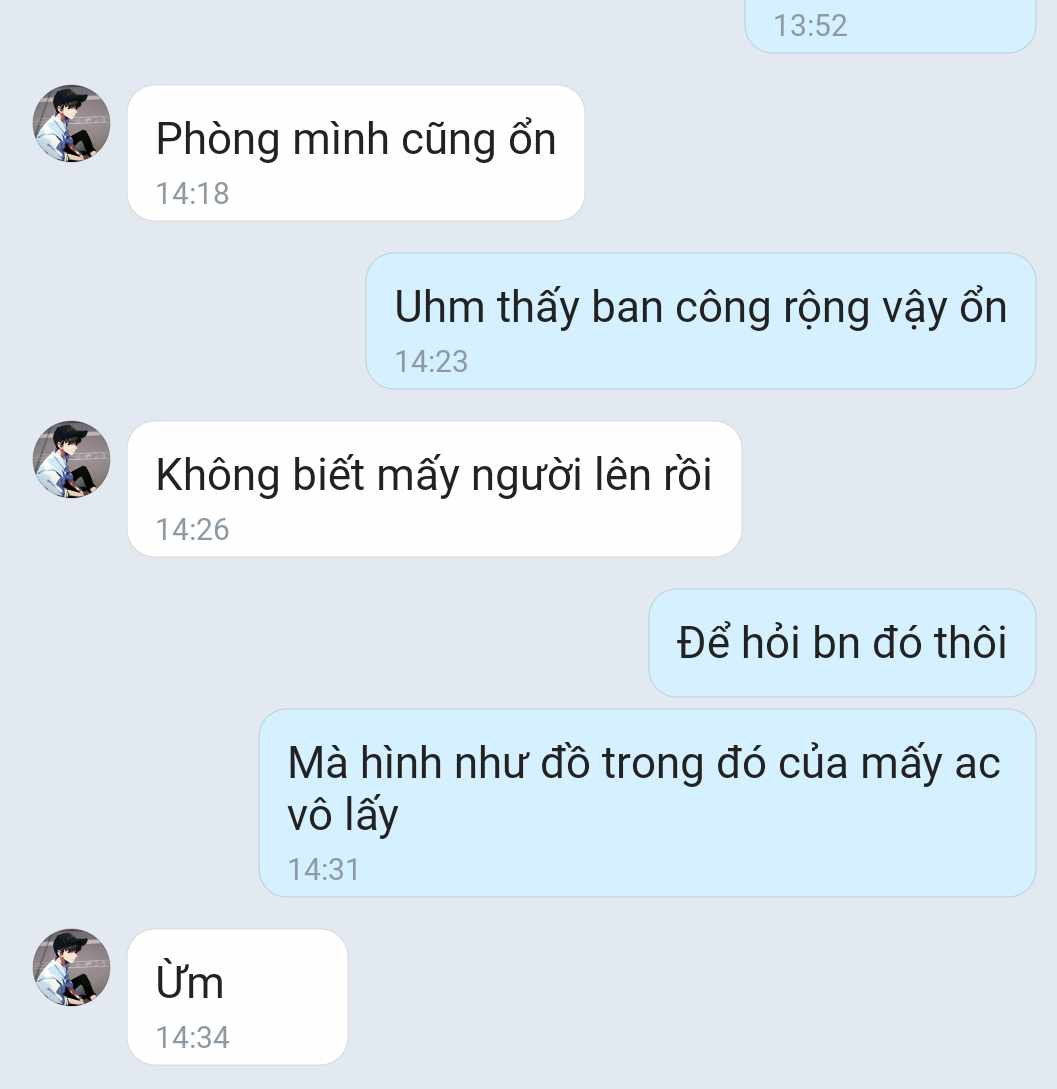 13:52
Phòng mình cũng ổn
14:18
Uhm thấy ban công rộng vậy ổn
14:23
Không biết mấy người lên rồi
14:26
Để hỏi bn đó thôi
Mà hình như đồ trong đó của mấy ac
vô lấy
14:31
Ừm
14:34